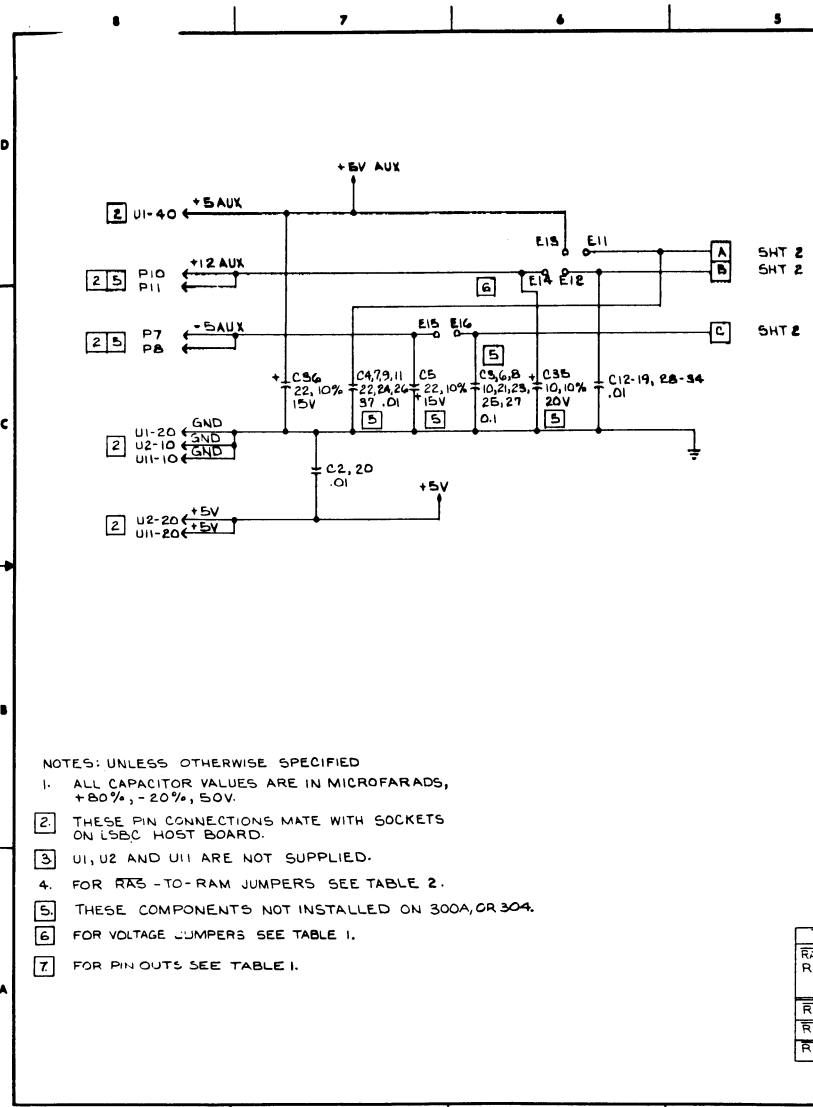 8 7 6 5
D
+5V AUX
2 U1-40 +5AUX
E13 E11
A SHT 2
+12 AUX
B SHT 2
2 5 P10
P11
E14 E12
6
-5AUX
2 5 P7
P8
E15 E16
C SHT 2
5
+ C36
22, 10%
15V
C4,7,9,11
22,24,26
37 .01
5
C5
22, 10%
+ 15V
5
C3,6,8
10,21,23,
25,27
0.1
+ C35
10, 10%
20V
5
C12-19, 28-34
.01
C
GND
U1-20
GND
2 U2-10
GND
U11-10
C2, 20
.01
+5V
2 U2-20 +5V
U11-20 +5V
B
NOTES: UNLESS OTHERWISE SPECIFIED
1. ALL CAPACITOR VALUES ARE IN MICROFARADS,
+80%, -20%, 50V.
2. THESE PIN CONNECTIONS MATE WITH SOCKETS
ON iSBC HOST BOARD.
3 U1, U2 AND U11 ARE NOT SUPPLIED.
4. FOR RAS -TO-RAM JUMPERS SEE TABLE 2.
5. THESE COMPONENTS NOT INSTALLED ON 300A, OR 304.
6 FOR VOLTAGE JUMPERS SEE TABLE 1.
7. FOR PIN OUTS SEE TABLE 1.
A
RA
R
R
R
R